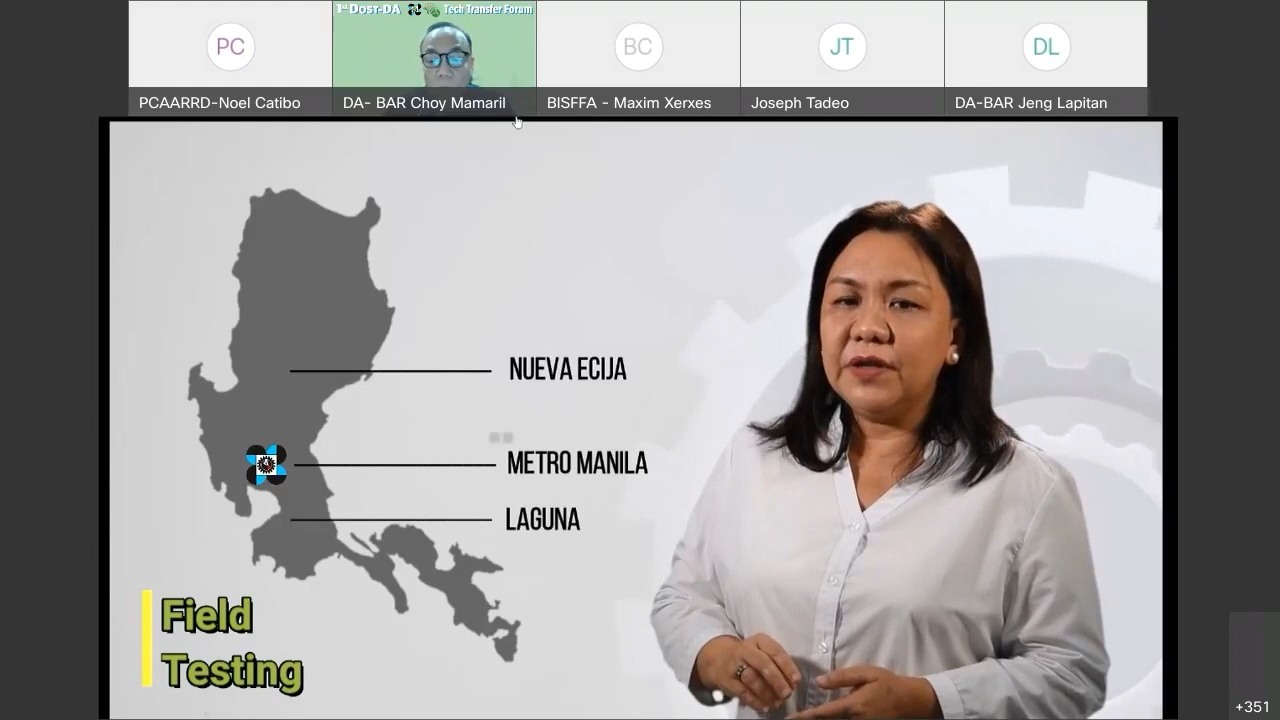 1st DOST-DA Tech Transfer Forum
PC
BC
JT
DL
PCAARRD-Noel Catibo
DA- BAR Choy Mamaril
BISFFA - Maxim Xerxes
Joseph Tadeo
DA-BAR Jeng Lapitan
NUEVA ECIJA
METRO MANILA
LAGUNA
Field
Testing
+351